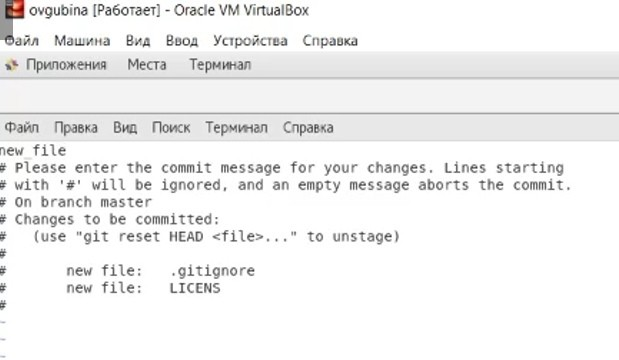 ovgubina [Работает] - Oracle VM VirtualBox
Файл Машина Вид Ввод Устройства Справка
Приложения Места Терминал
Файл Правка Вид Поиск Терминал Справка
new_file
# Please enter the commit message for your changes. Lines starting
# with '#' will be ignored, and an empty message aborts the commit.
# On branch master
# Changes to be committed:
#   (use "git reset HEAD <file>..." to unstage)
#
#       new file:   .gitignore
#       new file:   LICENS
#
~
~
~